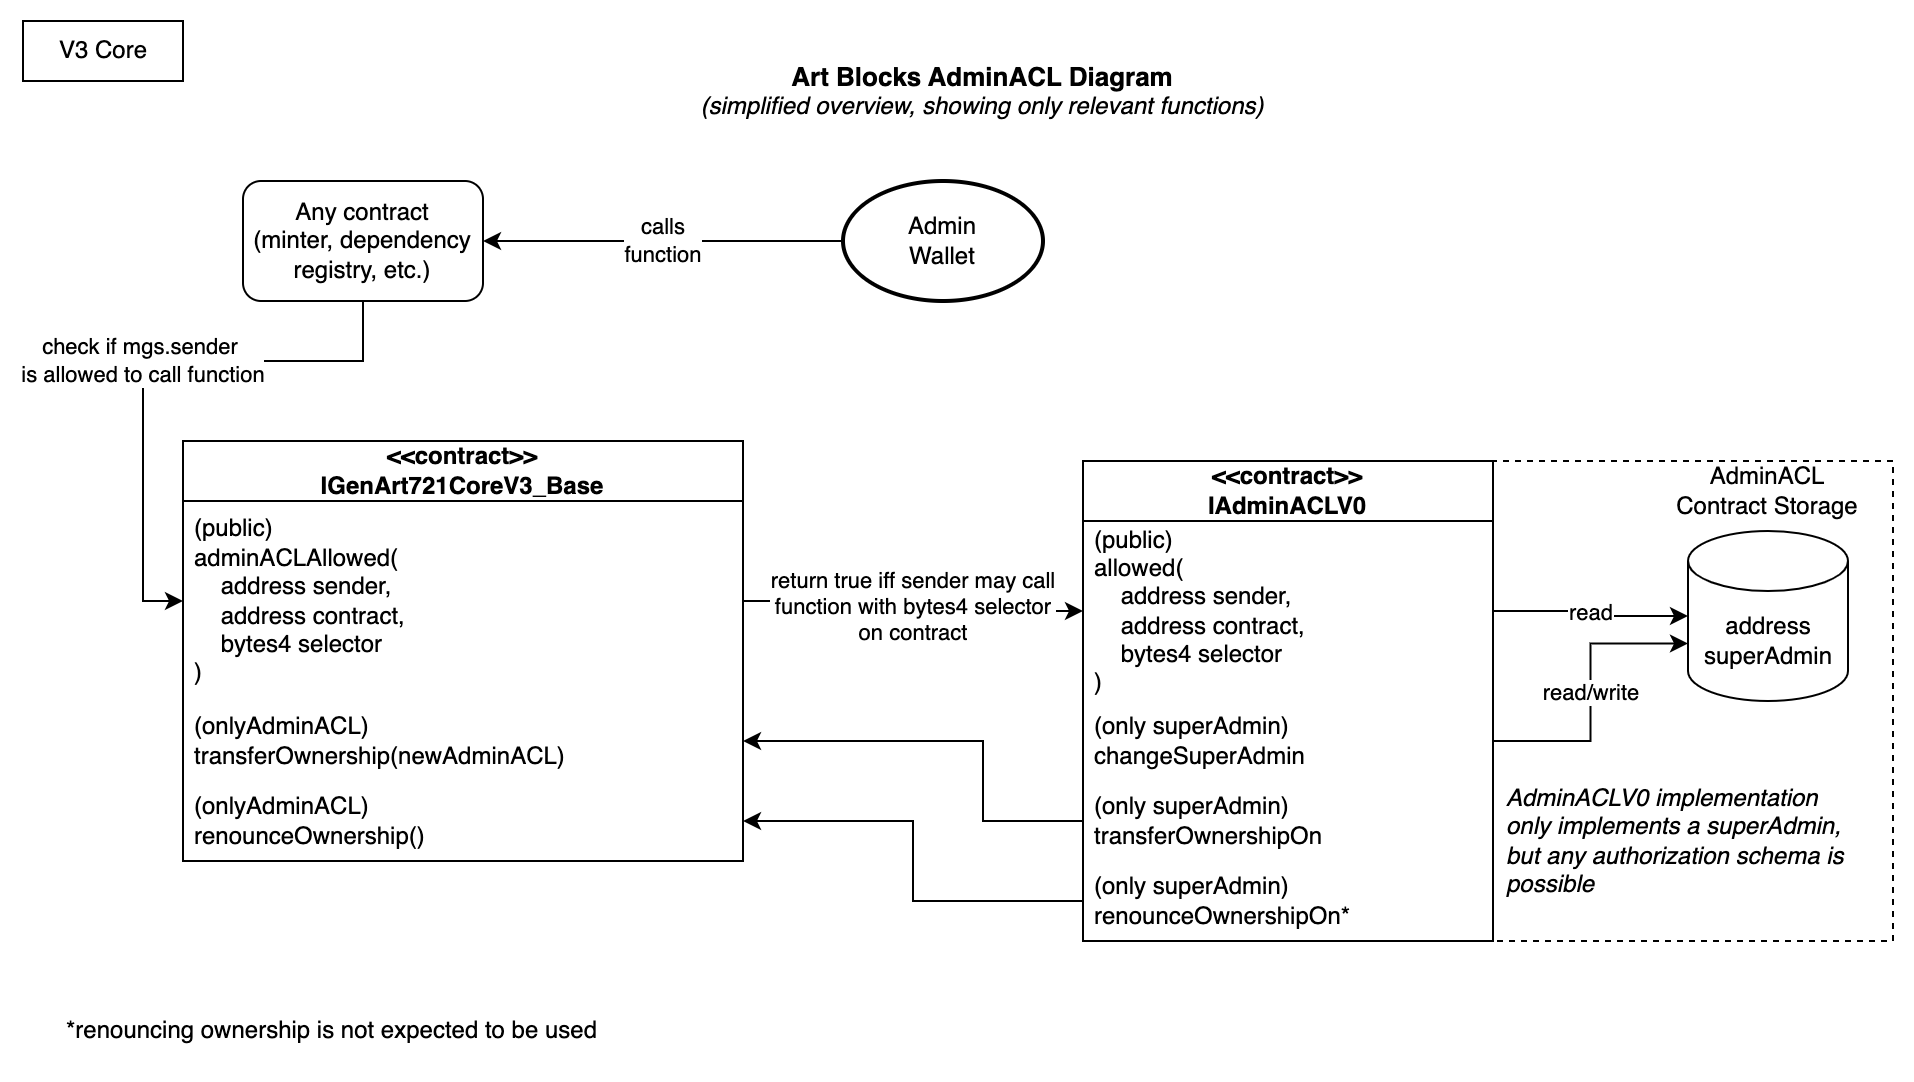 V3 Core
Art Blocks AdminACL Diagram
(simplified overview, showing only relevant functions)
Any contract
(minter, dependency
registry, etc.)
calls
function
Admin
Wallet
check if mgs.sender
is allowed to call function
<<contract>>
IGenArt721CoreV3_Base
(public)
adminACLAllowed(
address sender,
address contract,
bytes4 selector
)
(onlyAdminACL)
transferOwnership(newAdminACL)
(onlyAdminACL)
renounceOwnership()
return true iff sender may call
function with bytes4 selector
on contract
<<contract>>
IAdminACLV0
(public)
allowed(
address sender,
address contract,
bytes4 selector
)
(only superAdmin)
changeSuperAdmin
(only superAdmin)
transferOwnershipOn
(only superAdmin)
renounceOwnershipOn*
AdminACL
Contract Storage
read
address
superAdmin
read/write
AdminACLV0 implementation
only implements a superAdmin,
but any authorization schema is
possible
*renouncing ownership is not expected to be used